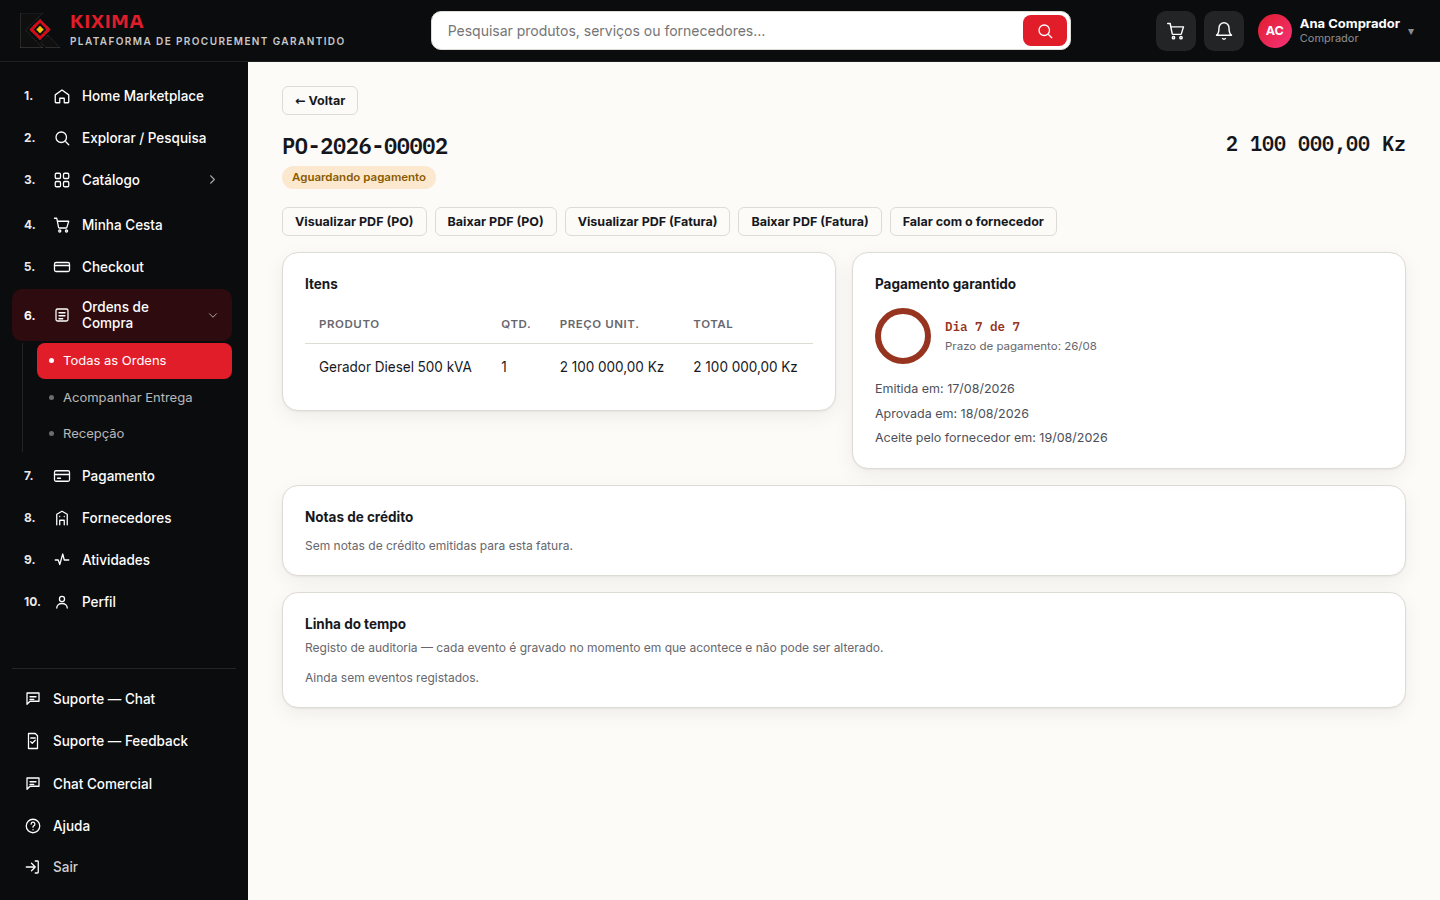 KIXIMA
PLATAFORMA DE PROCUREMENT GARANTIDO
Pesquisar produtos, serviços ou fornecedores...
AC
Ana Comprador
Comprador
1. Home Marketplace
2. Explorar / Pesquisa
3. Catálogo
4. Minha Cesta
5. Checkout
6. Ordens de
Compra
Todas as Ordens
Acompanhar Entrega
Recepção
7. Pagamento
8. Fornecedores
9. Atividades
10. Perfil
Suporte — Chat
Suporte — Feedback
Chat Comercial
Ajuda
Sair
← Voltar
PO-2026-00002
2 100 000,00 Kz
Aguardando pagamento
Visualizar PDF (PO)
Baixar PDF (PO)
Visualizar PDF (Fatura)
Baixar PDF (Fatura)
Falar com o fornecedor
Itens
PRODUTO QTD. PREÇO UNIT. TOTAL
Gerador Diesel 500 kVA 1 2 100 000,00 Kz 2 100 000,00 Kz
Pagamento garantido
Dia 7 de 7
Prazo de pagamento: 26/08
Emitida em: 17/08/2026
Aprovada em: 18/08/2026
Aceite pelo fornecedor em: 19/08/2026
Notas de crédito
Sem notas de crédito emitidas para esta fatura.
Linha do tempo
Registo de auditoria — cada evento é gravado no momento em que acontece e não pode ser alterado.
Ainda sem eventos registados.